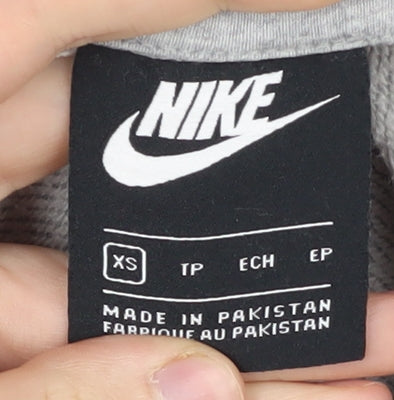 NIKE
XS TP ECH EP
MADE IN PAKISTAN
FABRIQUE AU PAKISTAN